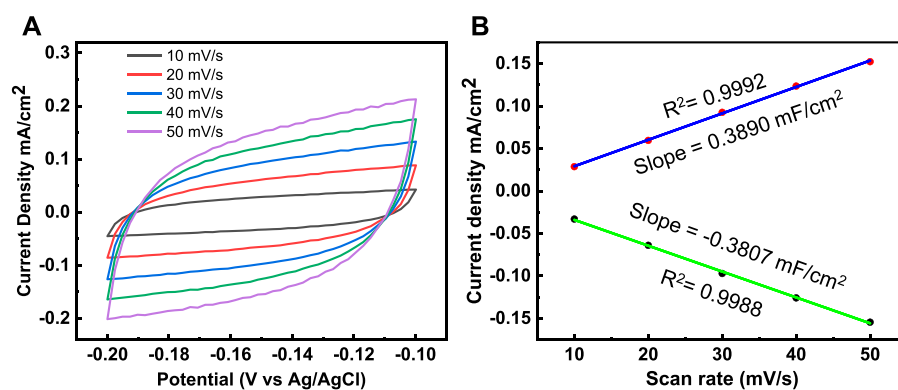 A
0.3
0.2
0.1
0.0
-0.1
-0.2
Current Density mA/cm²
10 mV/s
20 mV/s
30 mV/s
40 mV/s
50 mV/s
-0.20
-0.18
-0.16
-0.14
-0.12
-0.10
Potential (V vs Ag/AgCl)
B
0.15
0.10
0.05
0.00
-0.05
-0.10
-0.15
Current density mA/cm²
R²= 0.9992
Slope = 0.3890 mF/cm²
Slope = -0.3807 mF/cm²
R²= 0.9988
10
20
30
40
50
Scan rate (mV/s)